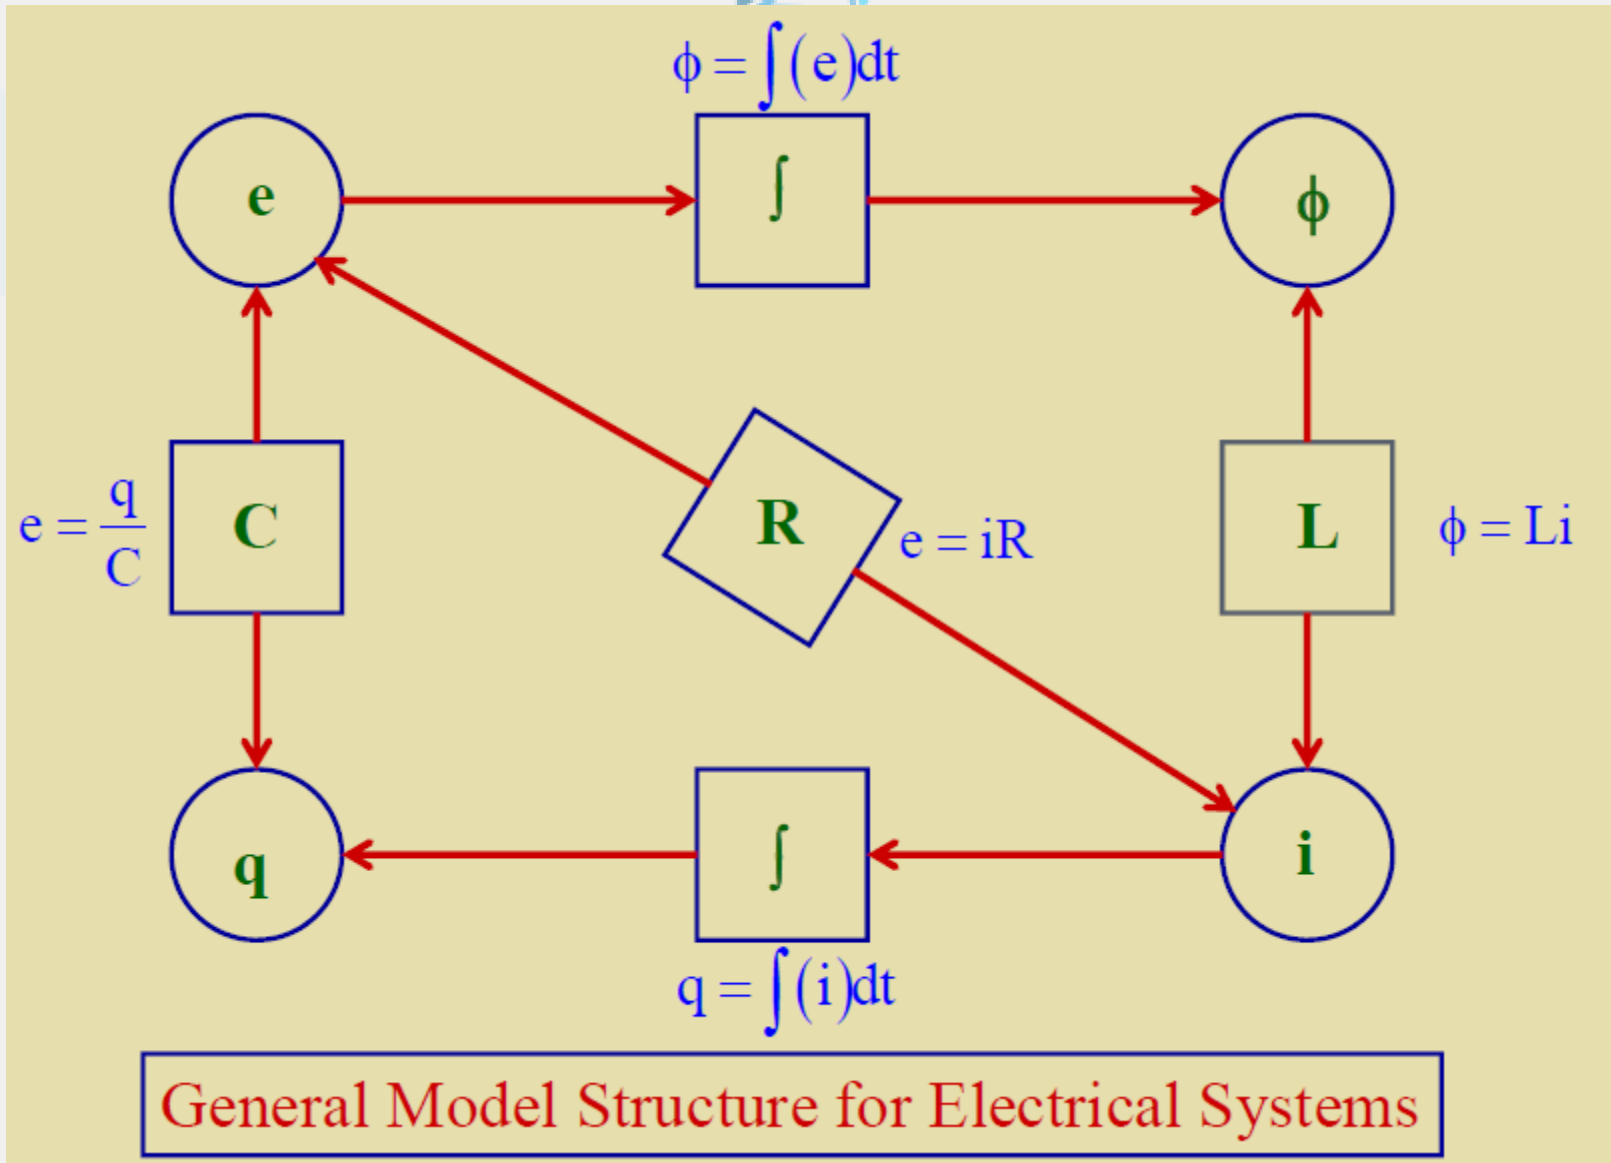 ϕ = ∫(e)dt
e
∫
ϕ
e = q/C
C
R
e = iR
L
ϕ = Li
q
∫
i
q = ∫(i)dt
General Model Structure for Electrical Systems